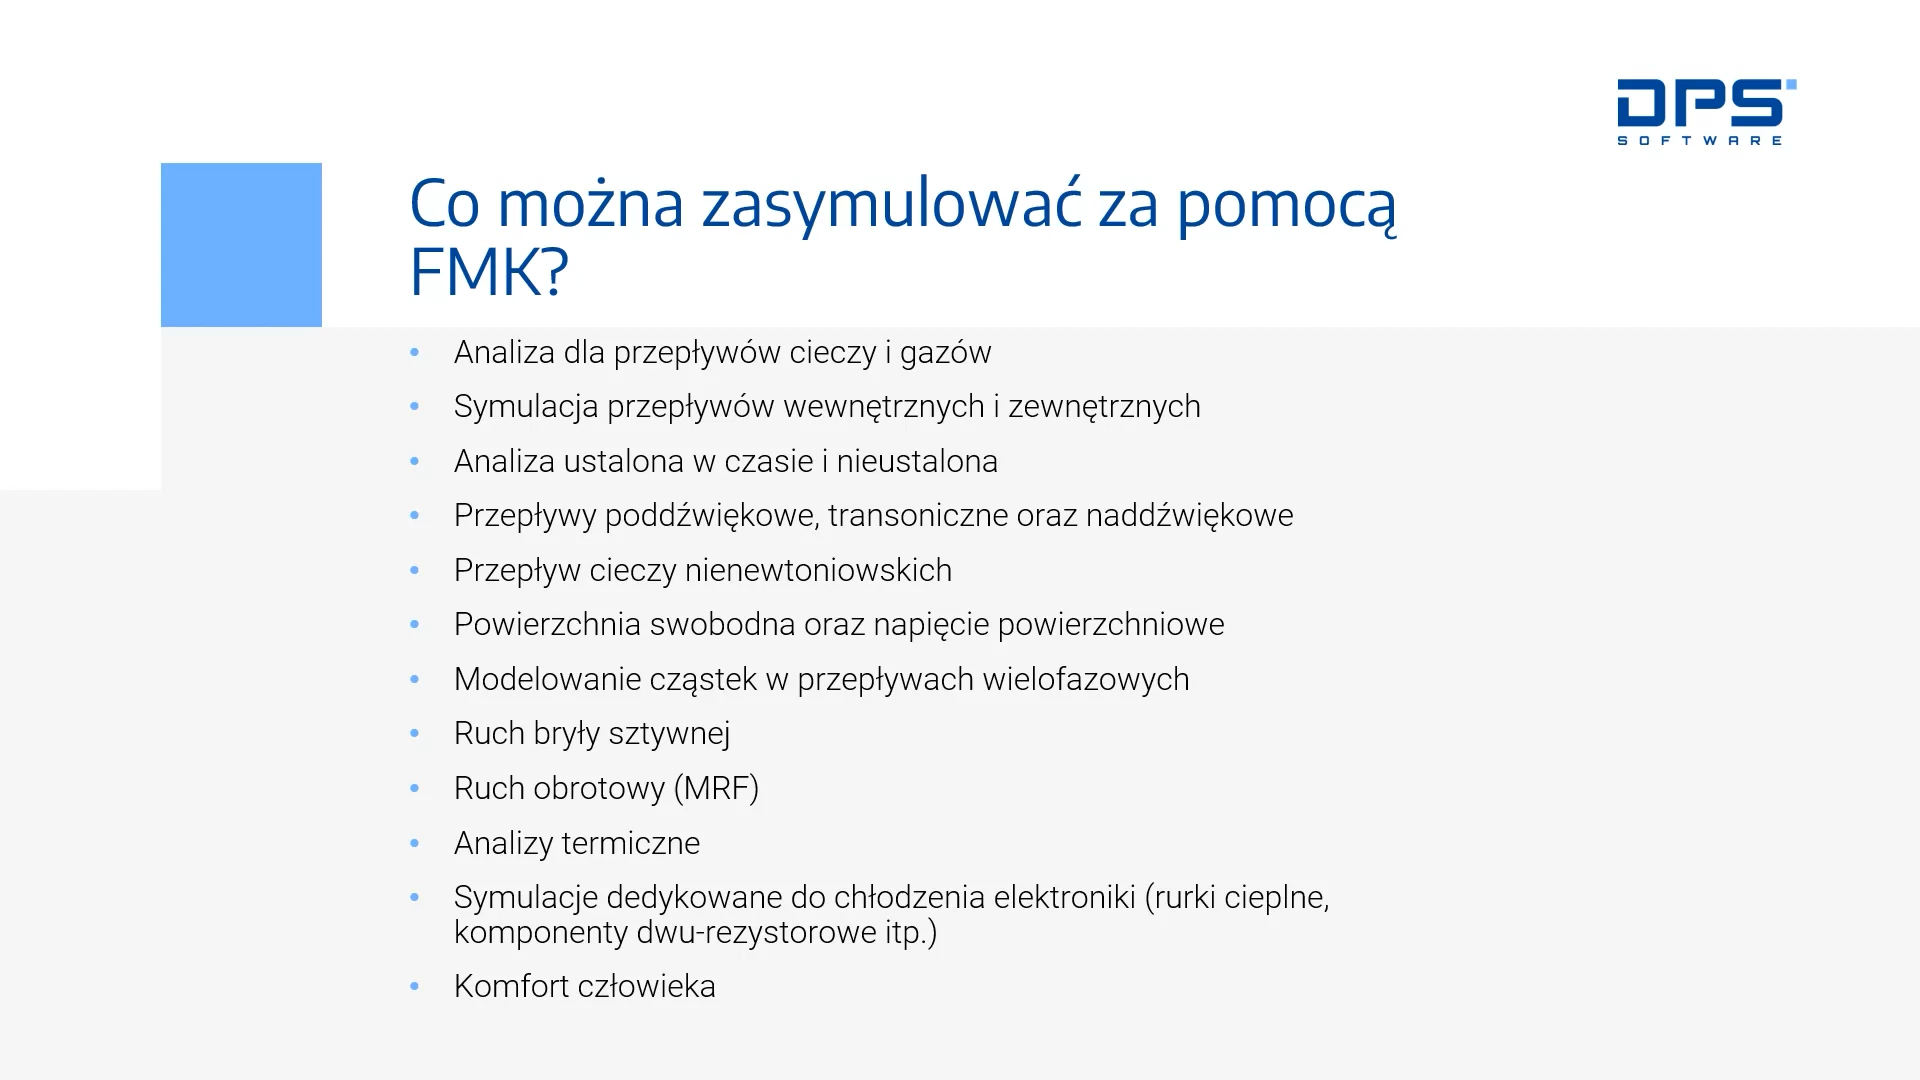 DPS
SOFTWARE
Co można zasymulować za pomocą
FMK?
• Analiza dla przepływów cieczy i gazów
• Symulacja przepływów wewnętrznych i zewnętrznych
• Analiza ustalona w czasie i nieustalona
• Przepływy poddźwiękowe, transoniczne oraz naddźwiękowe
• Przepływ cieczy nienewtoniowskich
• Powierzchnia swobodna oraz napięcie powierzchniowe
• Modelowanie cząstek w przepływach wielofazowych
• Ruch bryły sztywnej
• Ruch obrotowy (MRF)
• Analizy termiczne
• Symulacje dedykowane do chłodzenia elektroniki (rurki cieplne,
komponenty dwu-rezystorowe itp.)
• Komfort człowieka